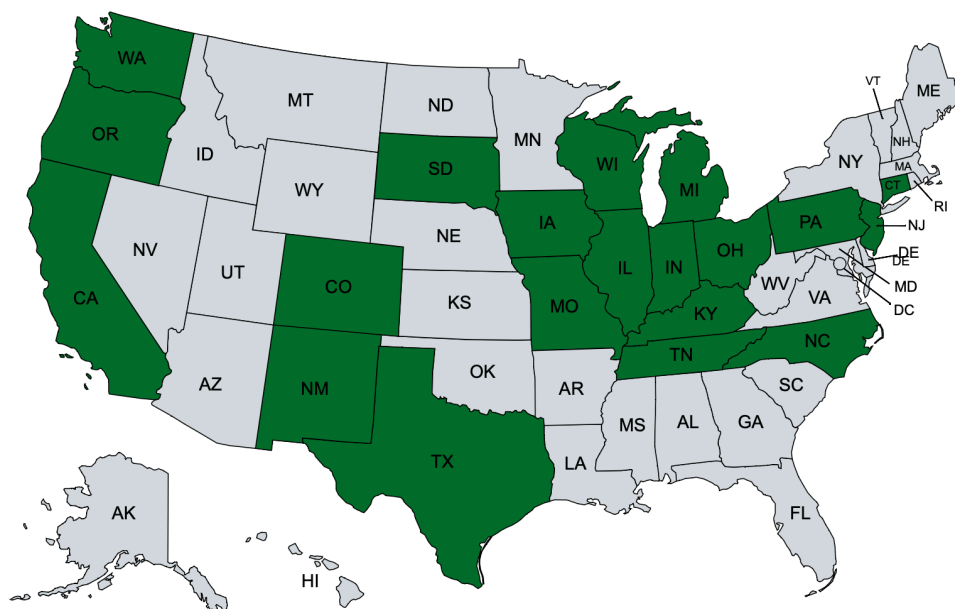 WA
MT
ND
MN
VT
ME
OR
ID
SD
WI
NH
NY
MA
WY
MI
CT
RI
IA
PA
NJ
NE
NV
OH
DE
DE
UT
IL
IN
CO
WV
MD
CA
KS
MO
VA
DC
KY
TN
NC
OK
AZ
NM
AR
SC
MS
AL
GA
TX
LA
AK
FL
HI